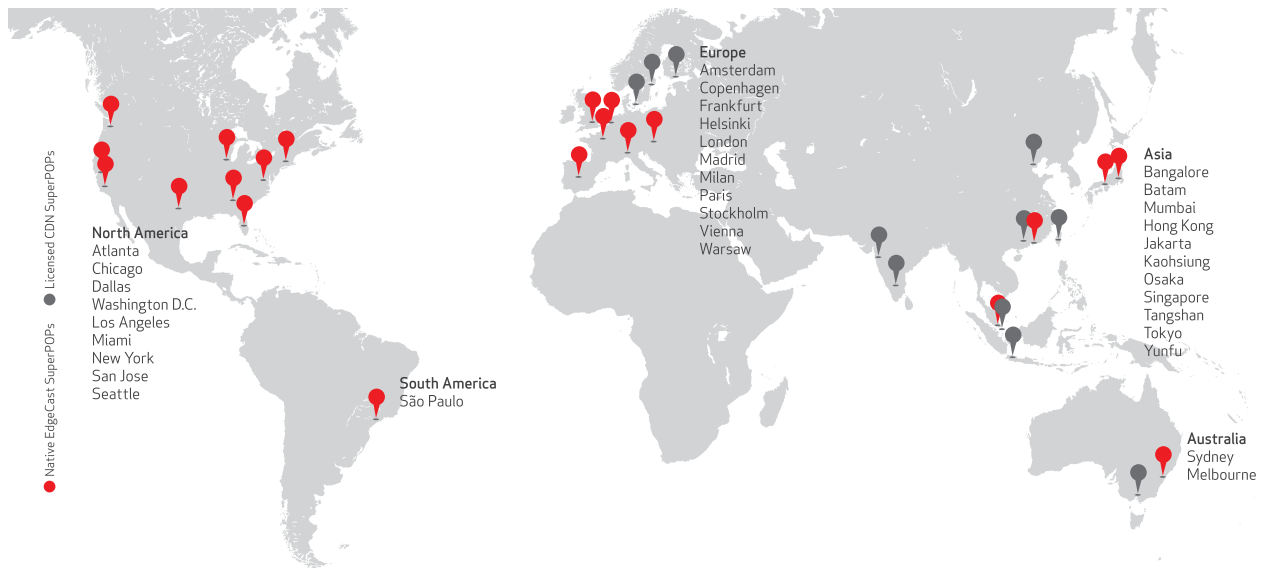 Licensed CDN SuperPOPs
Native EdgeCast SuperPOPs
North America
Atlanta
Chicago
Dallas
Washington D.C.
Los Angeles
Miami
New York
San Jose
Seattle
South America
São Paulo
Europe
Amsterdam
Copenhagen
Frankfurt
Helsinki
London
Madrid
Milan
Paris
Stockholm
Vienna
Warsaw
Asia
Bangalore
Batam
Mumbai
Hong Kong
Jakarta
Kaohsiung
Osaka
Singapore
Tangshan
Tokyo
Yunfu
Australia
Sydney
Melbourne